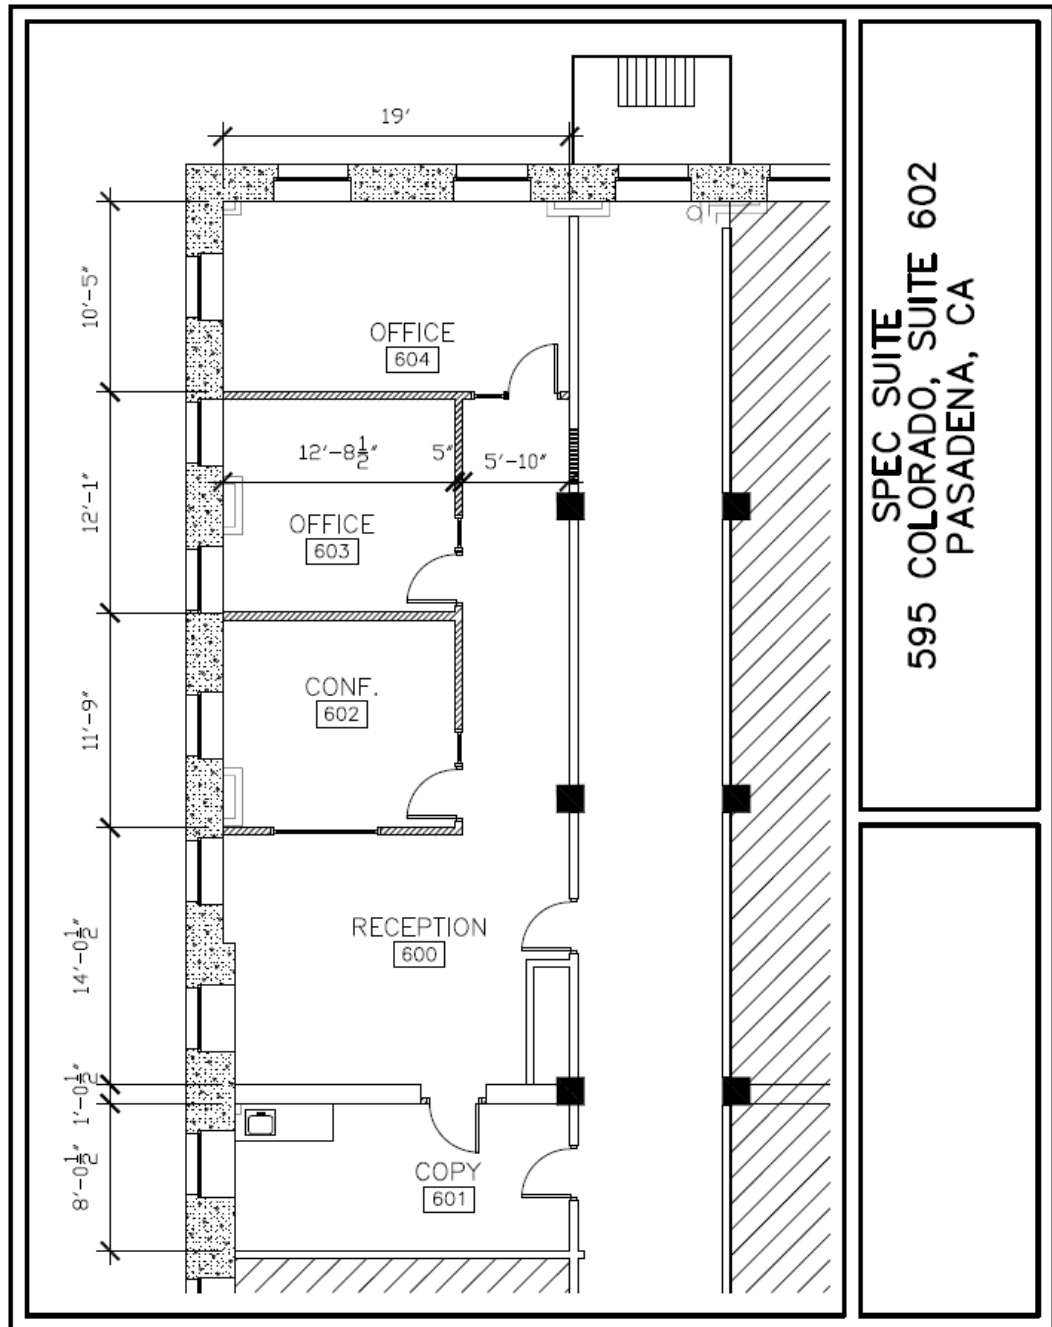 19′
10′-5″
OFFICE
604
12′-8½″
5″
5′-10″
12′-1″
OFFICE
603
CONF.
602
11′-9″
RECEPTION
600
14′-0½″
1′-0½″
COPY
601
8′-0½″
SPEC SUITE
595 COLORADO, SUITE 602
PASADENA, CA